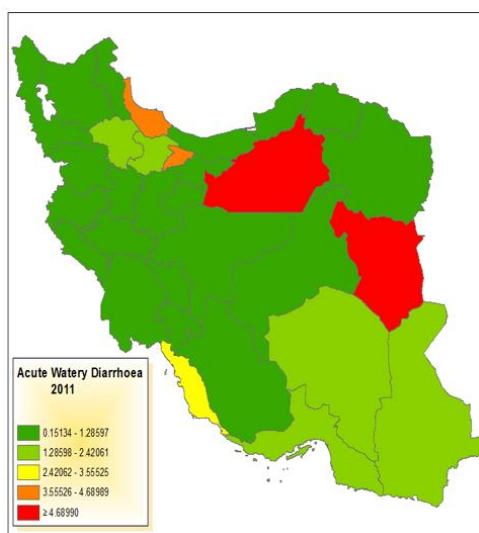 Acute Watery Diarrhoea
2011
0.15134 - 1.28597
1.28598 - 2.42061
2.42062 - 3.55525
3.55526 - 4.68989
≥ 4.68990